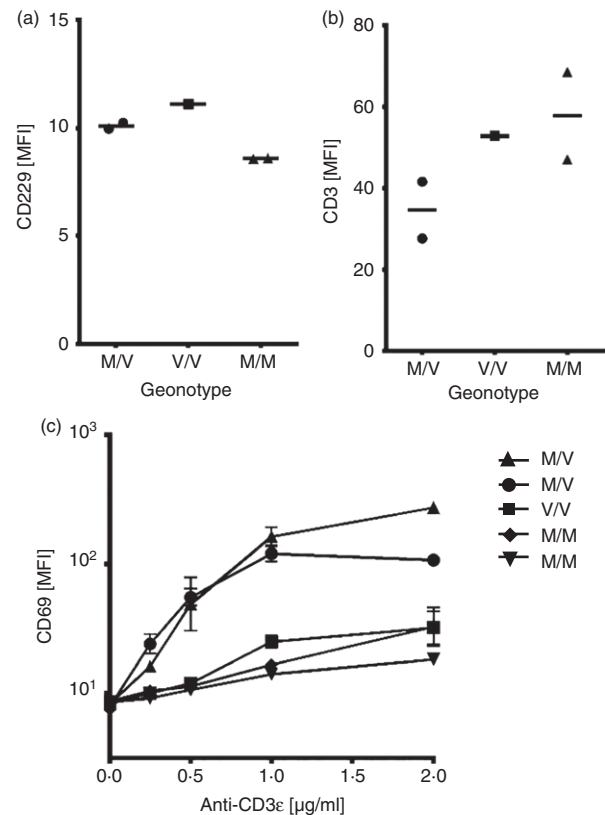 (a)
15
10
5
0
CD229 [MFI]
M/V V/V M/M
Geonotype
(b)
80
60
40
20
0
CD3 [MFI]
M/V V/V M/M
Geonotype
(c)
10³
10²
10¹
CD69 [MFI]
0·0 0·5 1·0 1·5 2·0
Anti-CD3ε [µg/ml]
M/V
M/V
V/V
M/M
M/M